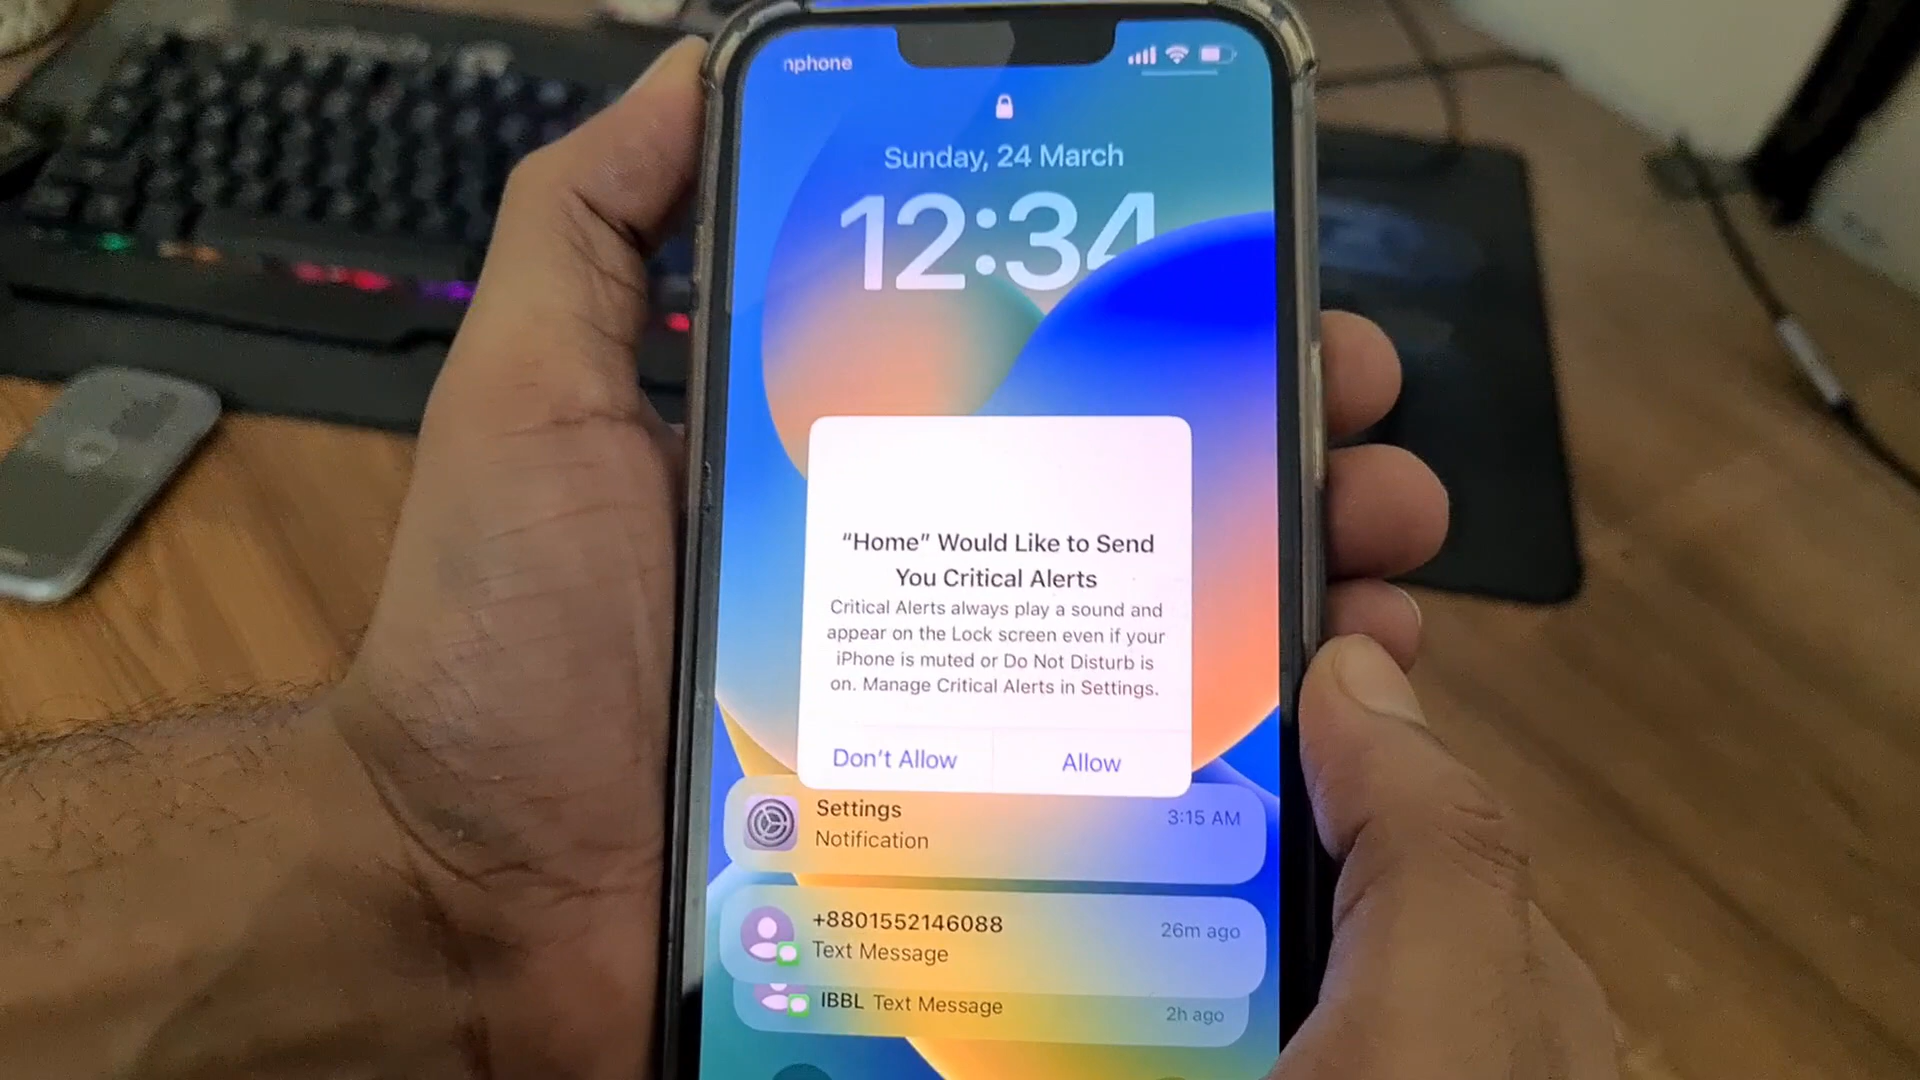 nphone
Sunday, 24 March
12:34
“Home” Would Like to Send
You Critical Alerts
Critical Alerts always play a sound and
appear on the Lock screen even if your
iPhone is muted or Do Not Disturb is
on. Manage Critical Alerts in Settings.
Don’t Allow
Allow
Settings
3:15 AM
Notification
+8801552146088
26m ago
Text Message
IBBL Text Message
2h ago